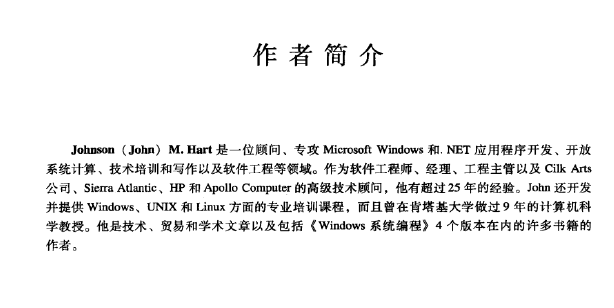 作者简介
Johnson（John）M. Hart 是一位顾问、专攻 Microsoft Windows 和. NET 应用程序开发、开放
系统计算、技术培训和写作以及软件工程等领域。作为软件工程师、经理、工程主管以及 Cilk Arts
公司、Sierra Atlantic、HP 和 Apollo Computer 的高级技术顾问，他有超过 25 年的经验。John 还开发
并提供 Windows、UNIX 和 Linux 方面的专业培训课程，而且曾在肯塔基大学做过 9 年的计算机科
学教授。他是技术、贸易和学术文章以及包括《Windows 系统编程》4 个版本在内的许多书籍的
作者。